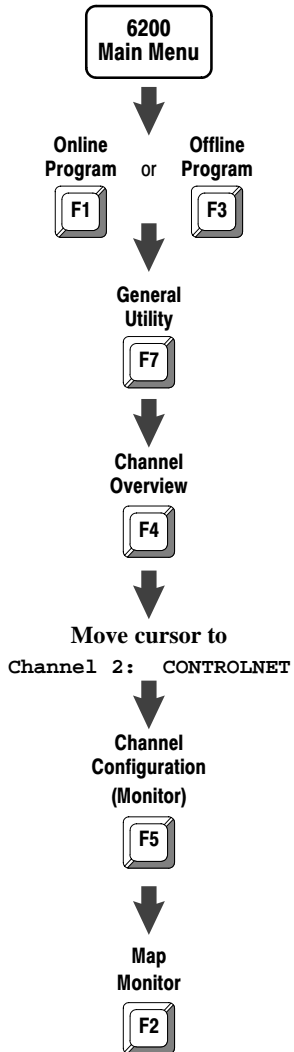 6200
Main Menu
Online Offline
Program or Program
F1 F3
General
Utility
F7
Channel
Overview
F4
Move cursor to
Channel 2: CONTROLNET
Channel
Configuration
(Monitor)
F5
Map
Monitor
F2